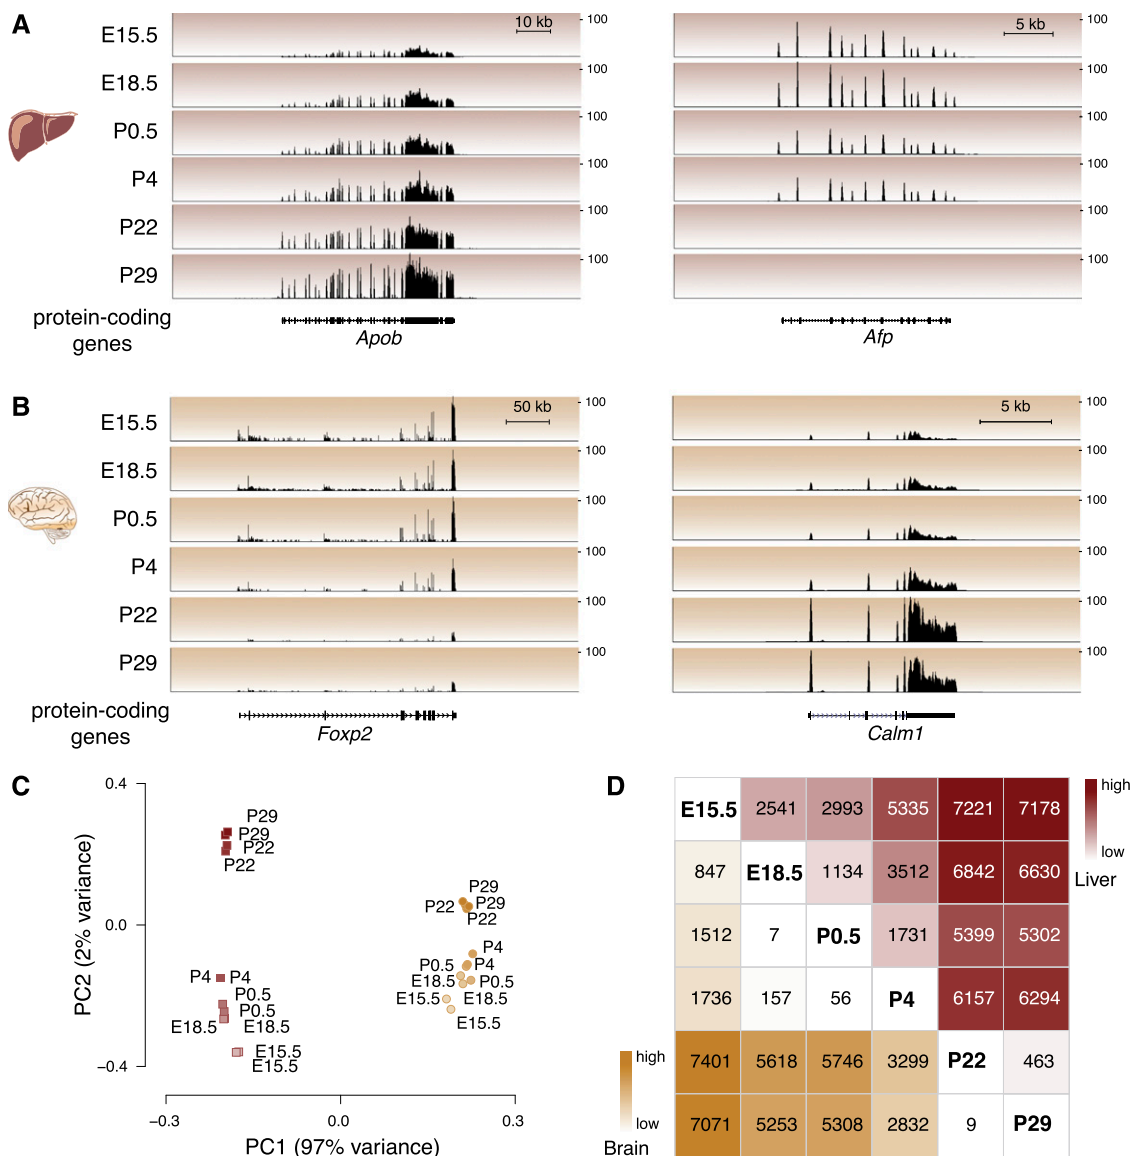 A
10 kb
5 kb
E15.5
100
100
E18.5
100
100
P0.5
100
100
P4
100
100
P22
100
100
P29
100
100
protein-coding
genes
Apob
Afp
B
50 kb
5 kb
E15.5
100
100
E18.5
100
100
P0.5
100
100
P4
100
100
P22
100
100
P29
100
100
protein-coding
genes
Foxp2
Calm1
C
PC2 (2% variance)
0.4
0.0
−0.4
P29
P29
P22
P22
P4
P4
P0.5
P0.5
E18.5
E18.5
E15.5
E15.5
P29
P22
P29
P22
P4
P0.5
P4
E18.5
P0.5
E15.5
E18.5
E15.5
−0.3
0.0
0.3
PC1 (97% variance)
D
E15.5 2541 2993 5335 7221 7178
847 E18.5 1134 3512 6842 6630
1512 7 P0.5 1731 5399 5302
1736 157 56 P4 6157 6294
7401 5618 5746 3299 P22 463
7071 5253 5308 2832 9 P29
high
low
Liver
high
low
Brain